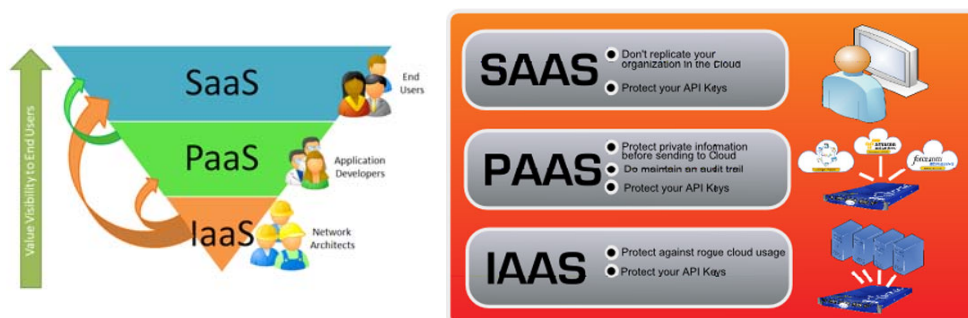 Value Visibility to End Users
SaaS
End
Users
PaaS
Application
Developers
IaaS
Network
Architects
SAAS
Don't replicate your
organization in the Cloud
Protect your API Keys
PAAS
Protect private information
before sending to Cloud
Do maintain an audit trail
Protect your API Keys
IAAS
Protect against rogue cloud usage
Protect your API Keys